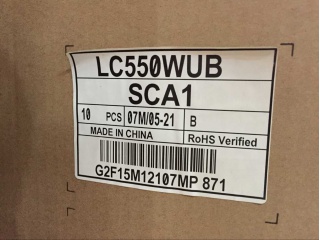 LC550WUB
SCA1
10 PCS 07M/05-21 B
MADE IN CHINA RoHS Verified
G2F15M12107MP 871